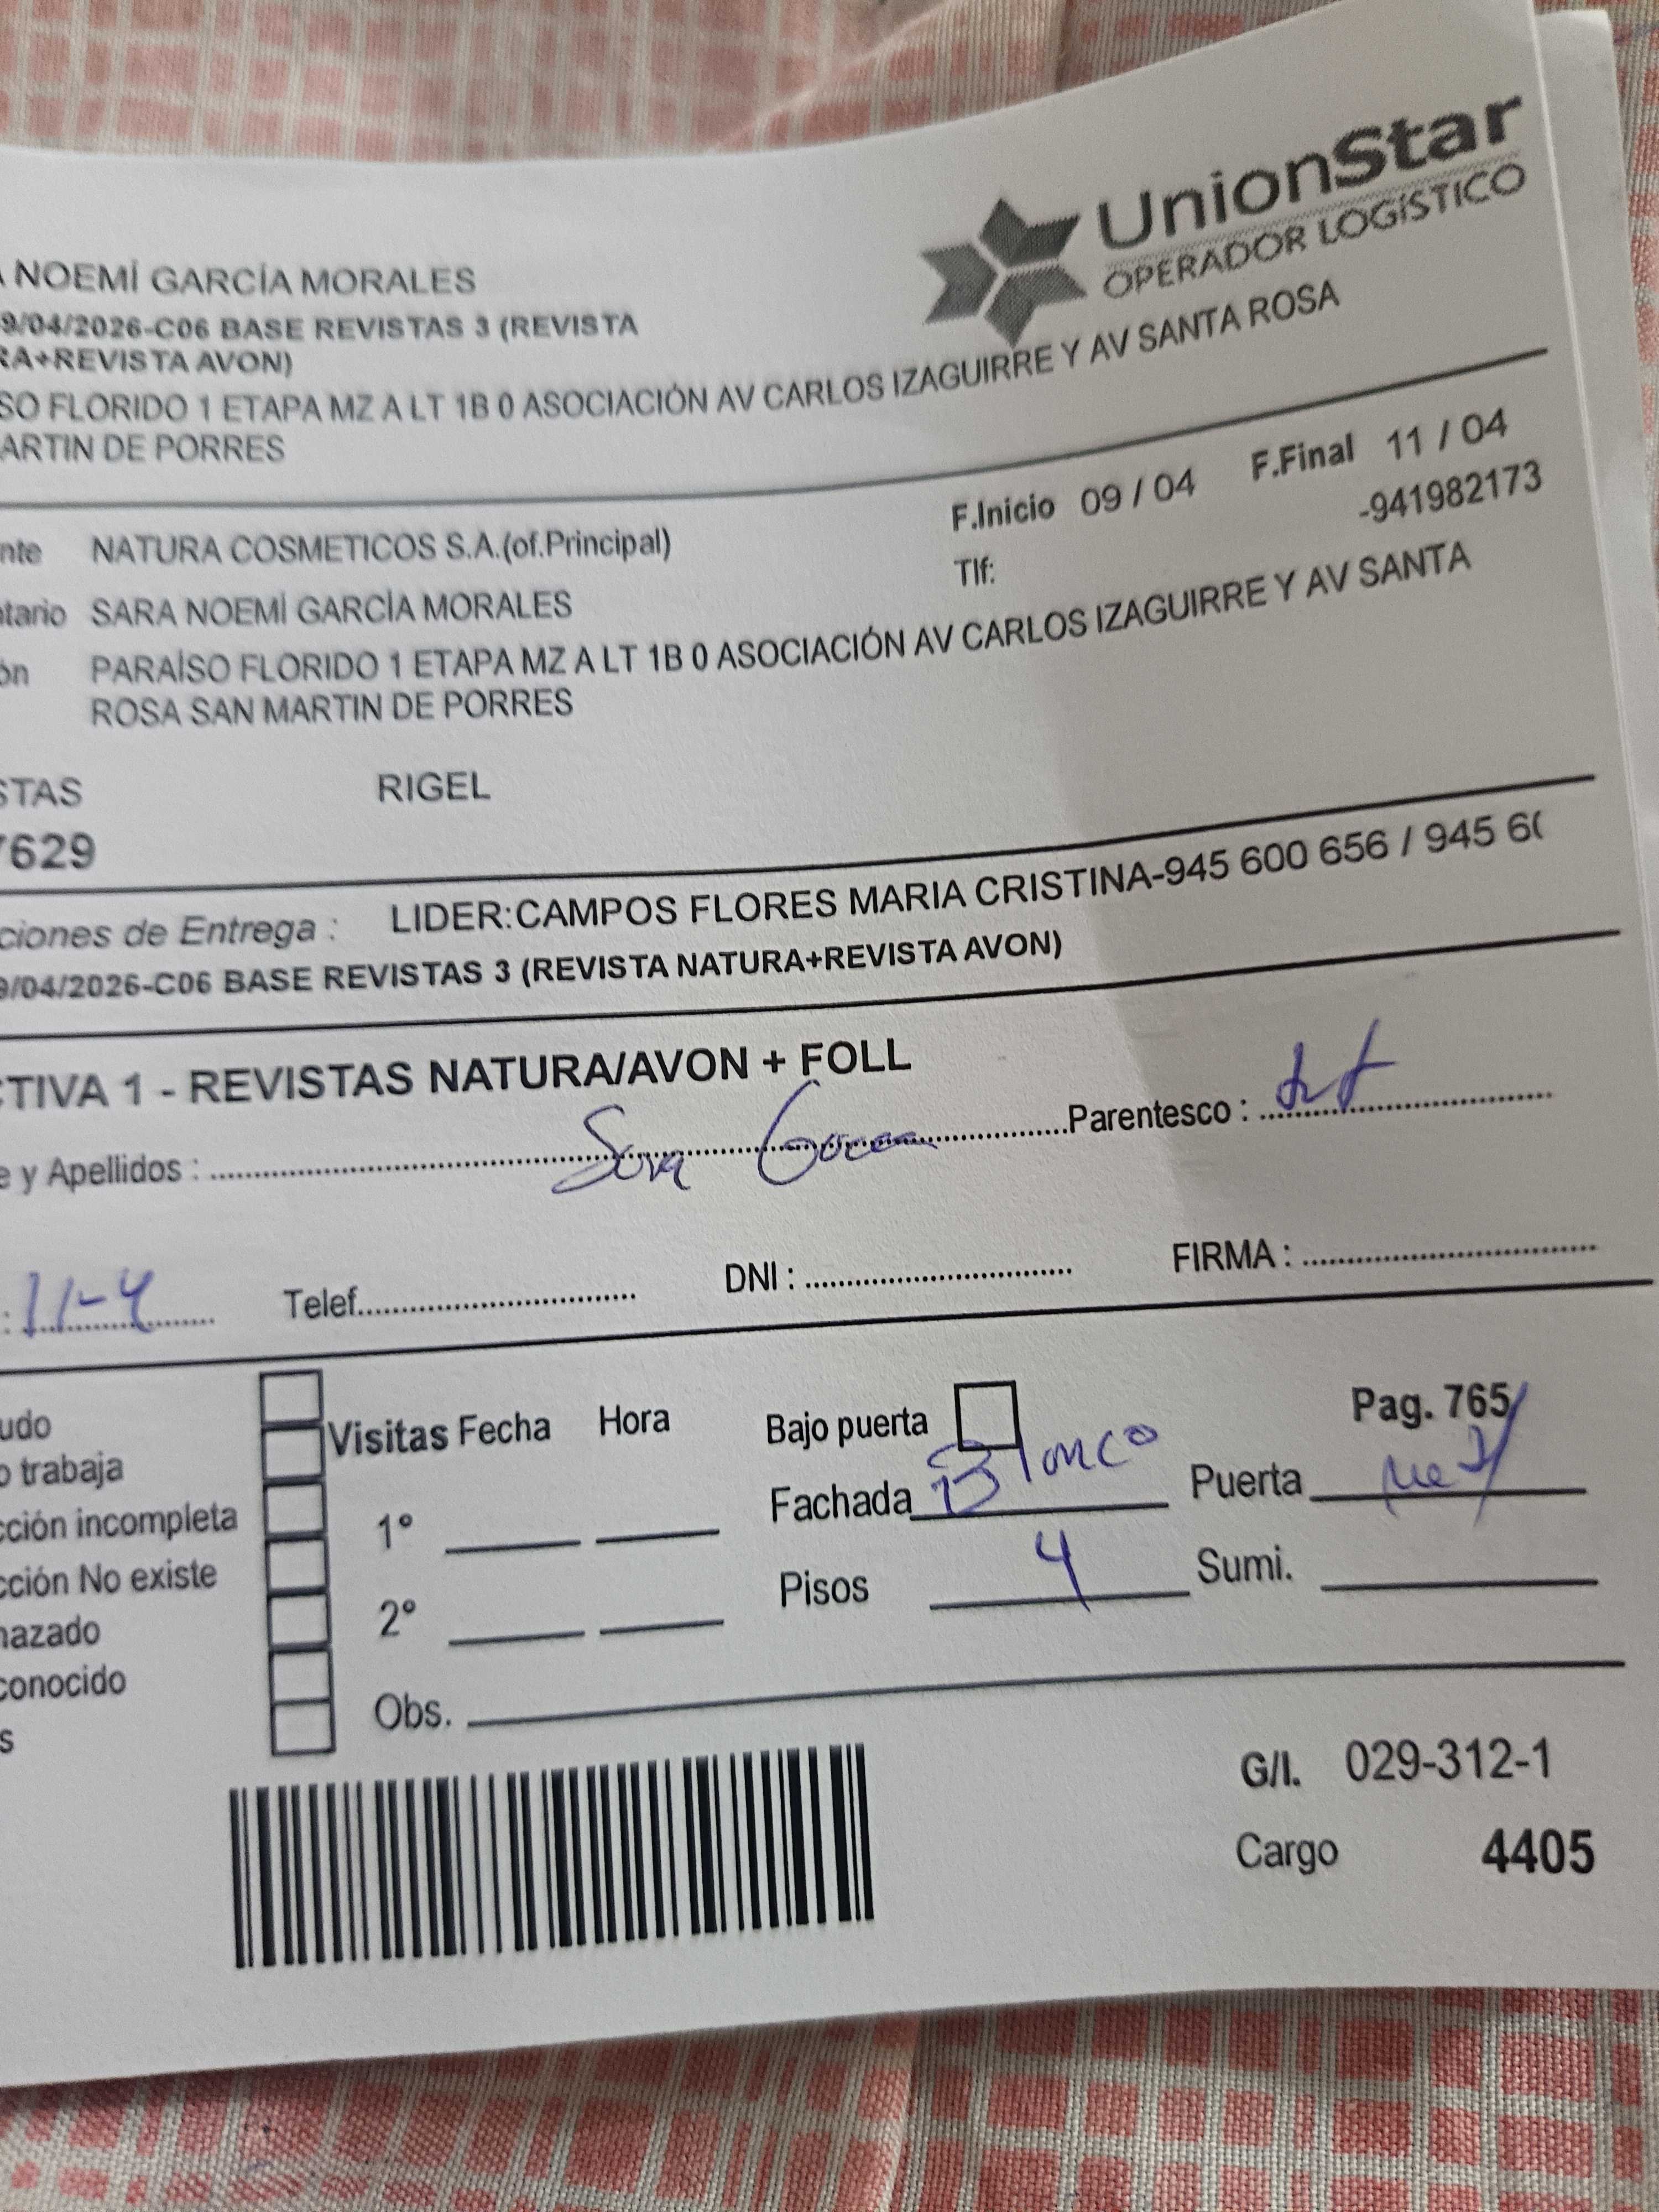 UnionStar
OPERADOR LOGÍSTICO
NOEMÍ GARCÍA MORALES
9/04/2026-C06 BASE REVISTAS 3 (REVISTA
RA+REVISTA AVON)
SO FLORIDO 1 ETAPA MZ A LT 1B 0 ASOCIACIÓN AV CARLOS IZAGUIRRE Y AV SANTA ROSA
ARTIN DE PORRES
F.Inicio 09 / 04 F.Final 11 / 04
nte NATURA COSMETICOS S.A.(of.Principal) Tlf: -941982173
tario SARA NOEMÍ GARCÍA MORALES
ón PARAÍSO FLORIDO 1 ETAPA MZ A LT 1B 0 ASOCIACIÓN AV CARLOS IZAGUIRRE Y AV SANTA
ROSA SAN MARTIN DE PORRES
STAS RIGEL
7629
ciones de Entrega : LIDER:CAMPOS FLORES MARIA CRISTINA-945 600 656 / 945 60
9/04/2026-C06 BASE REVISTAS 3 (REVISTA NATURA+REVISTA AVON)
CTIVA 1 - REVISTAS NATURA/AVON + FOLL
e y Apellidos : Sara Garcia Parentesco :
: 11-4 Telef. DNI : FIRMA :
udo Visitas Fecha Hora Bajo puerta Pag. 765
o trabaja Fachada Blanco Puerta
cción incompleta 1°
cción No existe Pisos 4 Sumi.
hazado 2°
conocido
s Obs.
G/I. 029-312-1
Cargo 4405